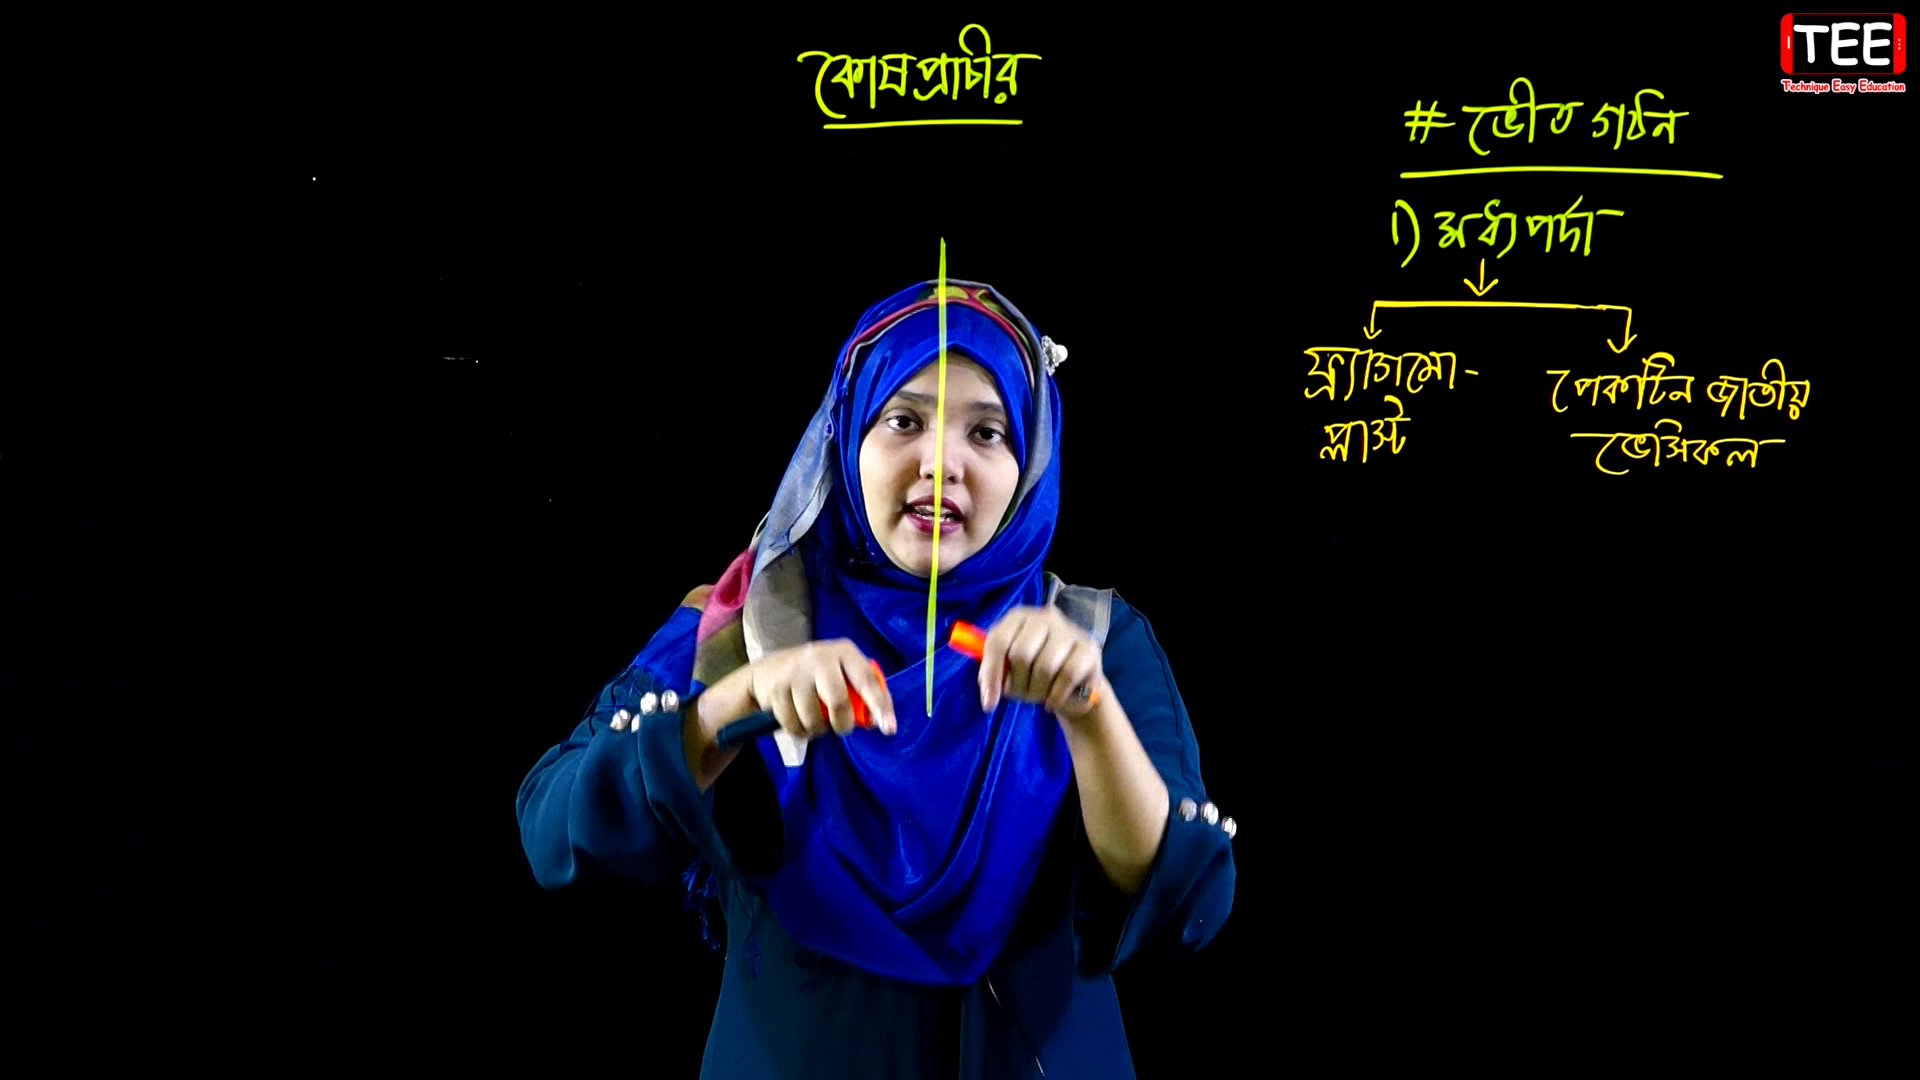 কোষপ্রাচীর
TEE
Technique Easy Education
# ভৌত গঠন
1) মধ্যপর্দা
ফ্র্যাগমো-
প্লাস্ট
পেকটিন জাতীয়
ভেসিকল